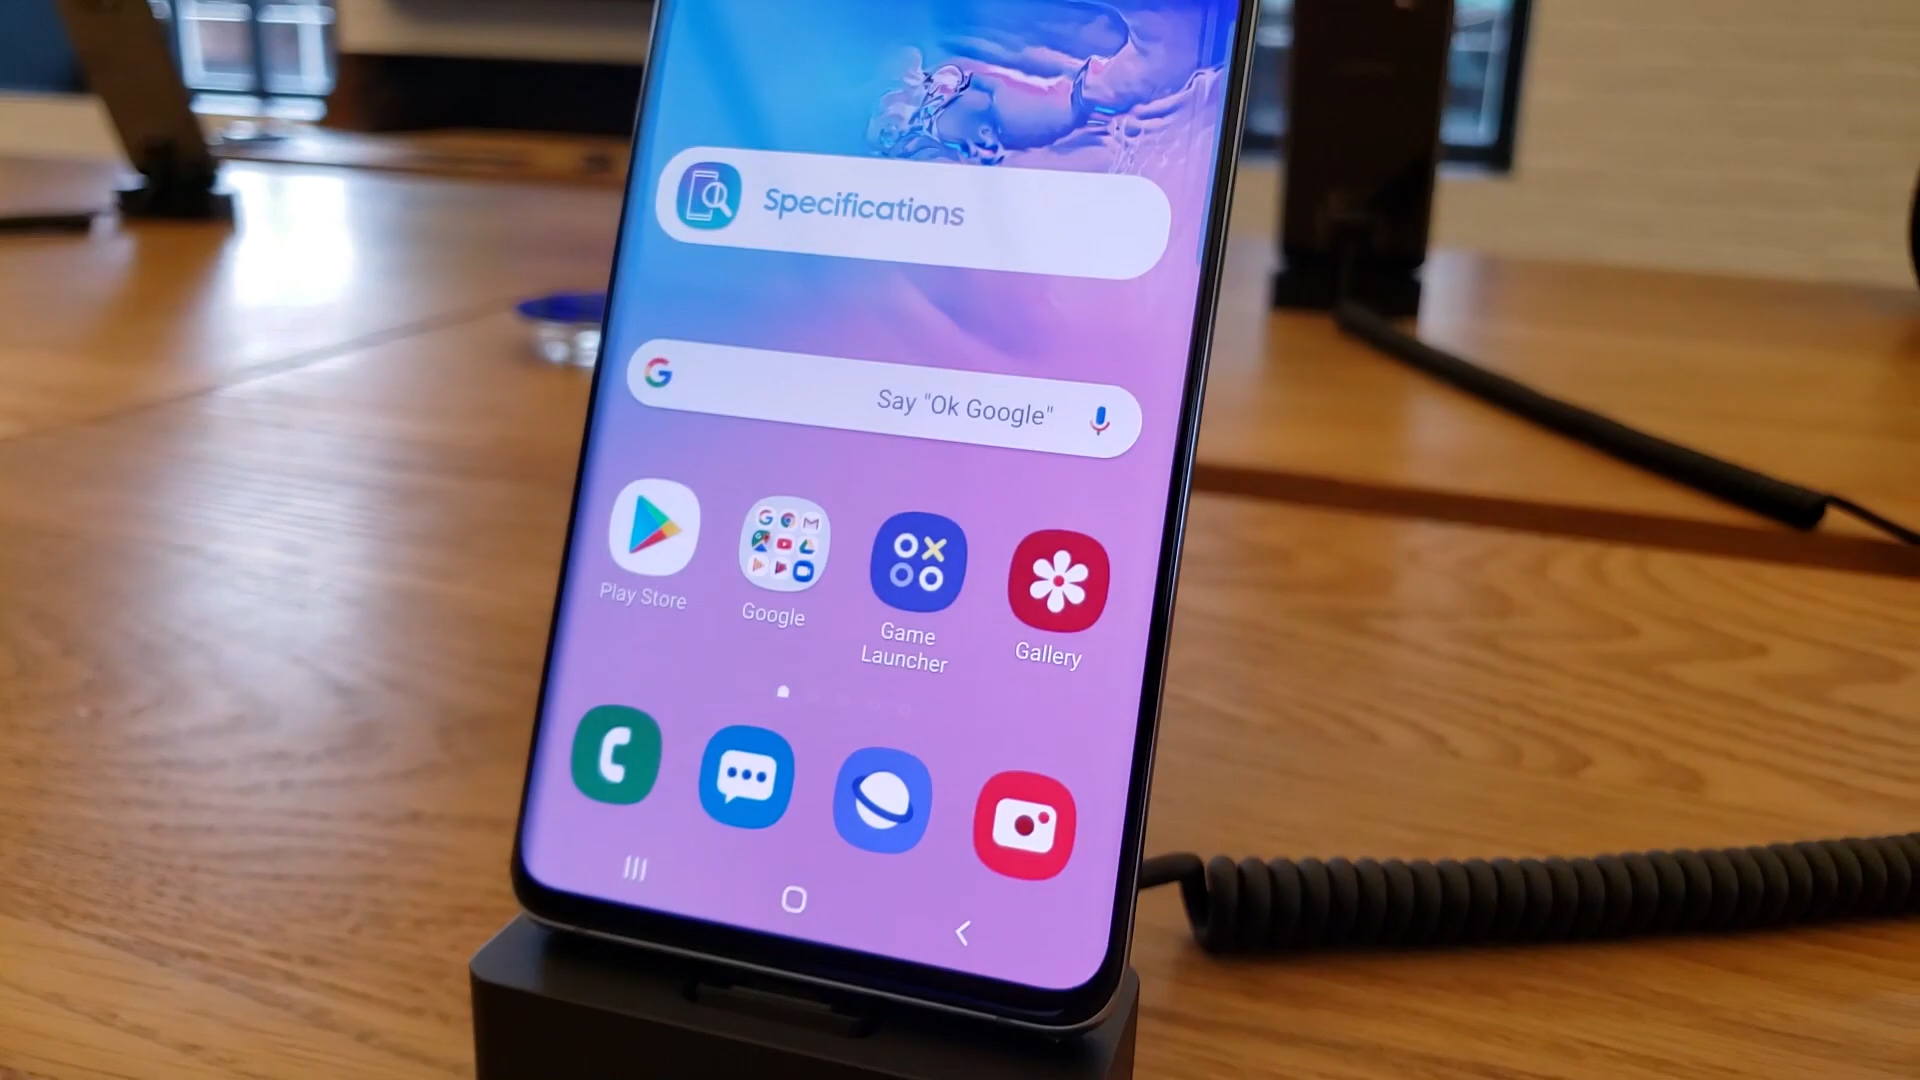 Specifications
Say "Ok Google"
Play Store
Google
Game
Launcher
Gallery